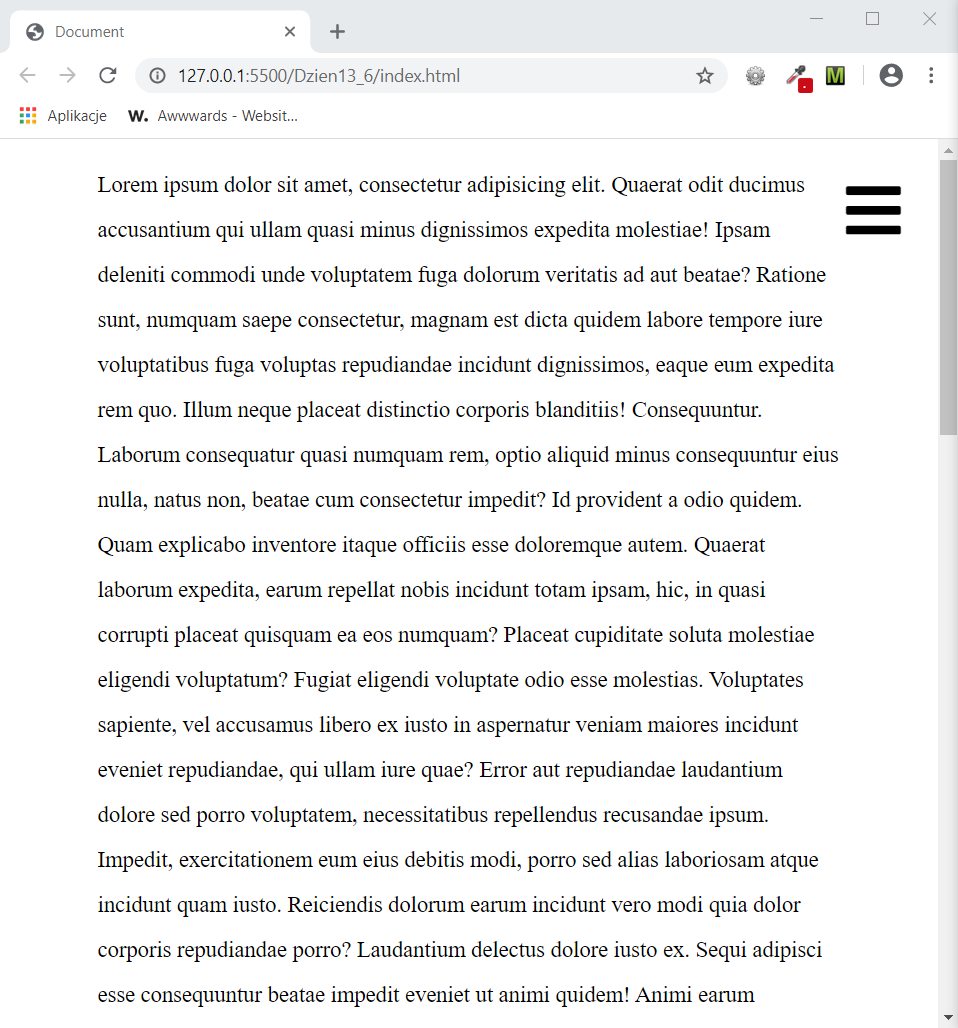 Document
127.0.0.1:5500/Dzien13_6/index.html
M
Aplikacje
W. Awwwards - Websit...
Lorem ipsum dolor sit amet, consectetur adipisicing elit. Quaerat odit ducimus
accusantium qui ullam quasi minus dignissimos expedita molestiae! Ipsam
deleniti commodi unde voluptatem fuga dolorum veritatis ad aut beatae? Ratione
sunt, numquam saepe consectetur, magnam est dicta quidem labore tempore iure
voluptatibus fuga voluptas repudiandae incidunt dignissimos, eaque eum expedita
rem quo. Illum neque placeat distinctio corporis blanditiis! Consequuntur.
Laborum consequatur quasi numquam rem, optio aliquid minus consequuntur eius
nulla, natus non, beatae cum consectetur impedit? Id provident a odio quidem.
Quam explicabo inventore itaque officiis esse doloremque autem. Quaerat
laborum expedita, earum repellat nobis incidunt totam ipsam, hic, in quasi
corrupti placeat quisquam ea eos numquam? Placeat cupiditate soluta molestiae
eligendi voluptatum? Fugiat eligendi voluptate odio esse molestias. Voluptates
sapiente, vel accusamus libero ex iusto in aspernatur veniam maiores incidunt
eveniet repudiandae, qui ullam iure quae? Error aut repudiandae laudantium
dolore sed porro voluptatem, necessitatibus repellendus recusandae ipsum.
Impedit, exercitationem eum eius debitis modi, porro sed alias laboriosam atque
incidunt quam iusto. Reiciendis dolorum earum incidunt vero modi quia dolor
corporis repudiandae porro? Laudantium delectus dolore iusto ex. Sequi adipisci
esse consequuntur beatae impedit eveniet ut animi quidem! Animi earum